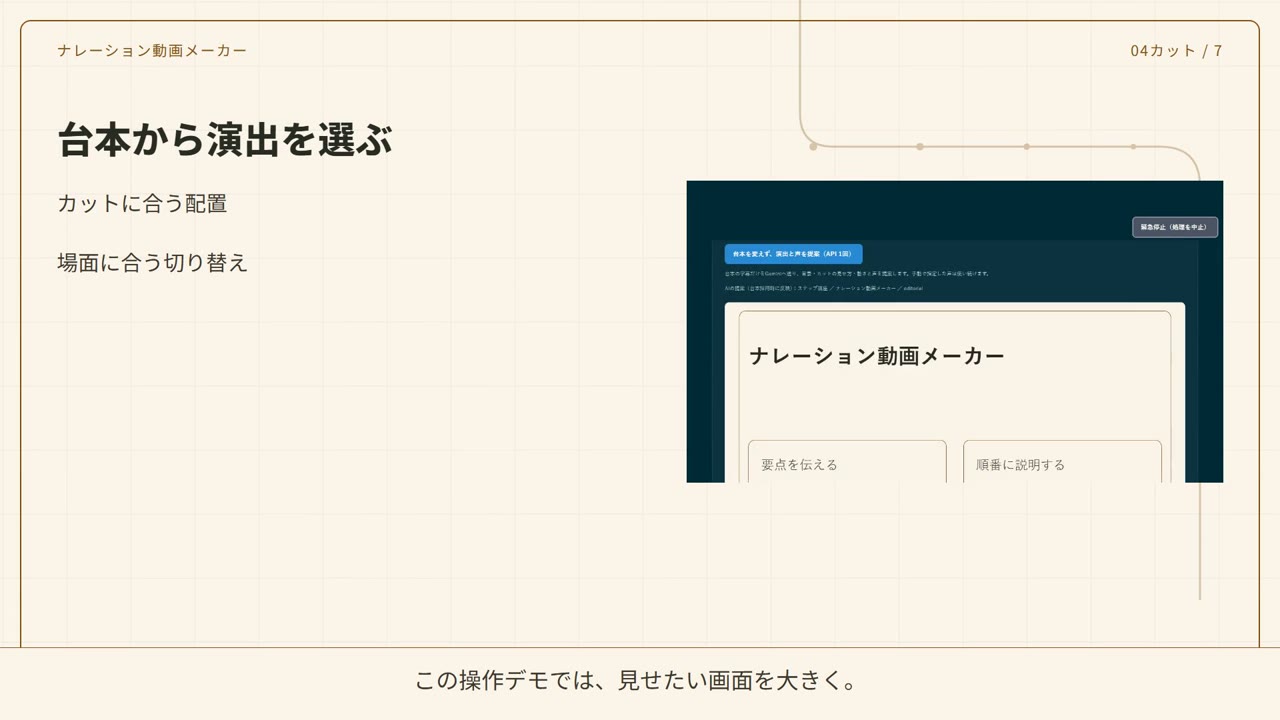 ナレーション動画メーカー
04カット / 7
台本から演出を選ぶ
カットに合う配置
場面に合う切り替え
緊急停止（処理を中止）
台本を変えず、演出と声を提案（API 1回）
ナレーション動画メーカー
要点を伝える
順番に説明する
この操作デモでは、見せたい画面を大きく。